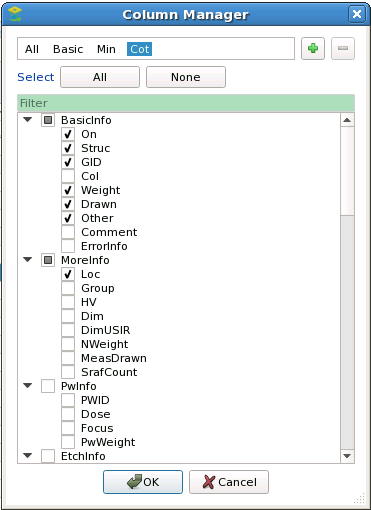 Column Manager
All Basic Min Cot
Select All None
Filter
BasicInfo
On
Struc
GID
Col
Weight
Drawn
Other
Comment
ErrorInfo
MoreInfo
Loc
Group
HV
Dim
DimUSIR
NWeight
MeasDrawn
SrafCount
PwInfo
PWID
Dose
Focus
PwWeight
EtchInfo
OK Cancel